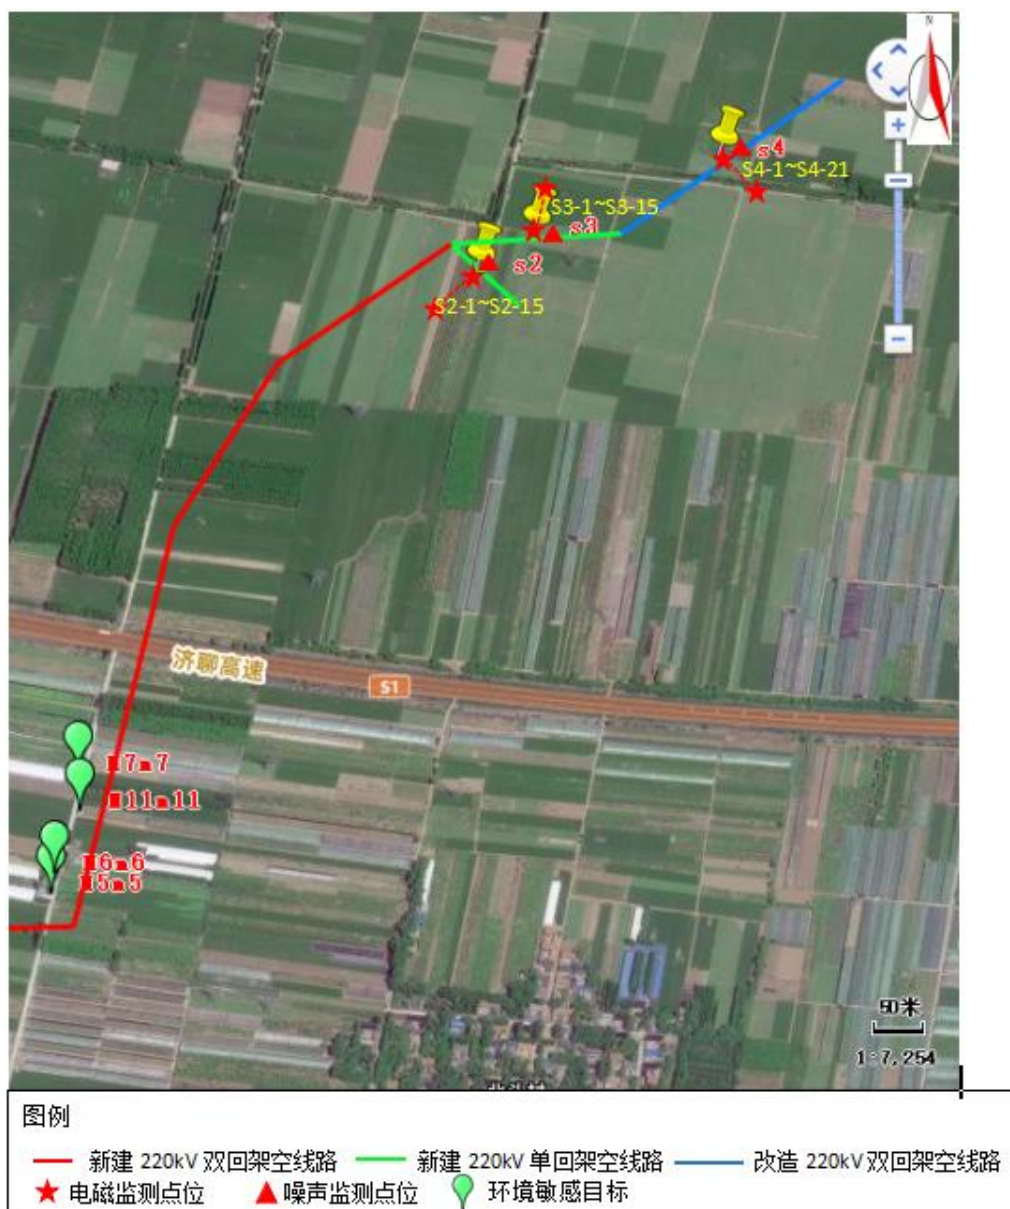 N
s4
S4-1~S4-21
S3-1~S3-15
s3
s2
S2-1~S2-15
济聊高速
S1
■7▲7
■11▲11
■6▲6
■5▲5
50米
1:7,254
图例
新建 220kV 双回架空线路 新建 220kV 单回架空线路 改造 220kV 双回架空线路
电磁监测点位 噪声监测点位 环境敏感目标